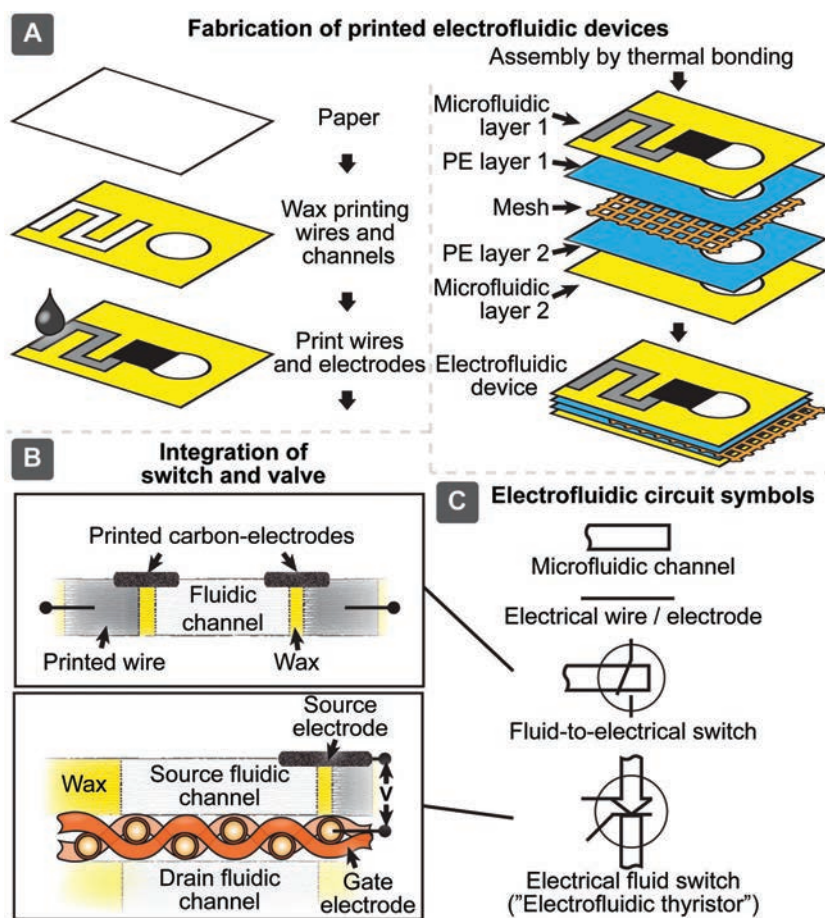 A
Fabrication of printed electrofluidic devices
Paper
Wax printing
wires and
channels
Print wires
and electrodes
Assembly by thermal bonding
Microfluidic
layer 1
PE layer 1
Mesh
PE layer 2
Microfluidic
layer 2
Electrofluidic
device
B
Integration of
switch and valve
Printed carbon-electrodes
Fluidic
channel
Printed wire
Wax
Source
electrode
Wax
Source fluidic
channel
V
Drain fluidic
channel
Gate
electrode
C
Electrofluidic circuit symbols
Microfluidic channel
Electrical wire / electrode
Fluid-to-electrical switch
Electrical fluid switch
("Electrofluidic thyristor")